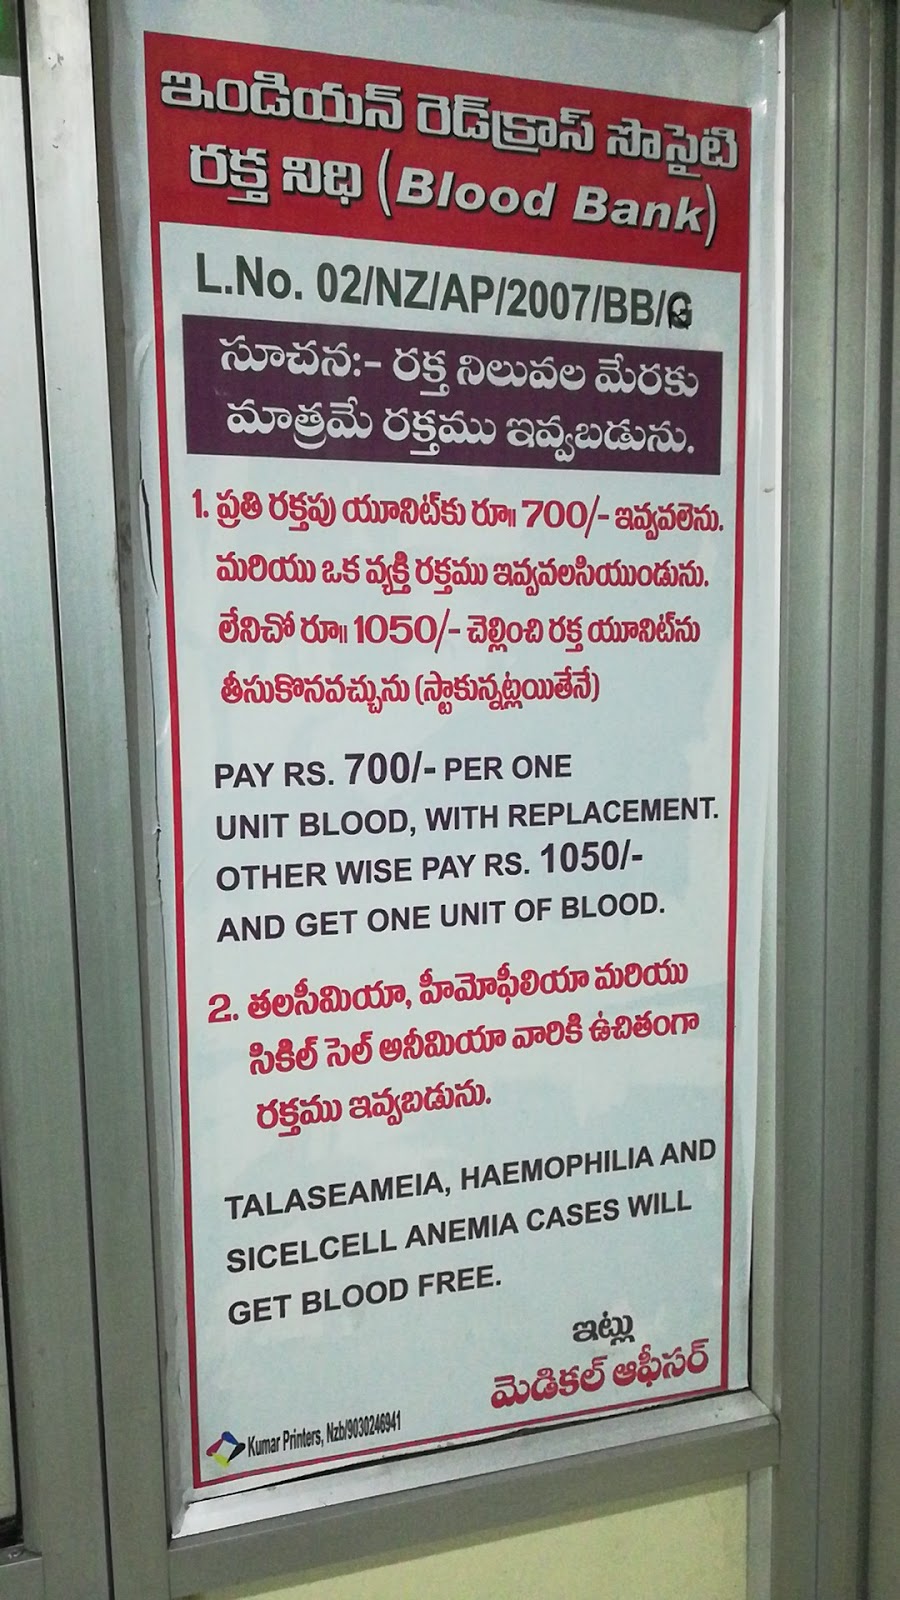 ఇండియన్ రెడ్‌క్రాస్ సొసైటి
రక్త నిధి (Blood Bank)
L.No. 02/NZ/AP/2007/BB/G
సూచన:- రక్త నిలువల మేరకు
మాత్రమే రక్తము ఇవ్వబడును.
1. ప్రతి రక్తపు యూనిట్‌కు రూ॥ 700/- ఇవ్వవలెను.
మరియు ఒక వ్యక్తి రక్తము ఇవ్వవలసియుండును.
లేనిచో రూ॥ 1050/- చెల్లించి రక్త యూనిట్‌ను
తీసుకొనవచ్చును (స్టాకున్నట్లయితేనే)
PAY RS. 700/- PER ONE
UNIT BLOOD, WITH REPLACEMENT.
OTHER WISE PAY RS. 1050/-
AND GET ONE UNIT OF BLOOD.
2. తలసీమియా, హీమోఫీలియా మరియు
సికిల్ సెల్ అనీమియా వారికి ఉచితంగా
రక్తము ఇవ్వబడును.
TALASEAMEIA, HAEMOPHILIA AND
SICELCELL ANEMIA CASES WILL
GET BLOOD FREE.
ఇట్లు
మెడికల్ ఆఫీసర్
Kumar Printers, Nzb/9030246941